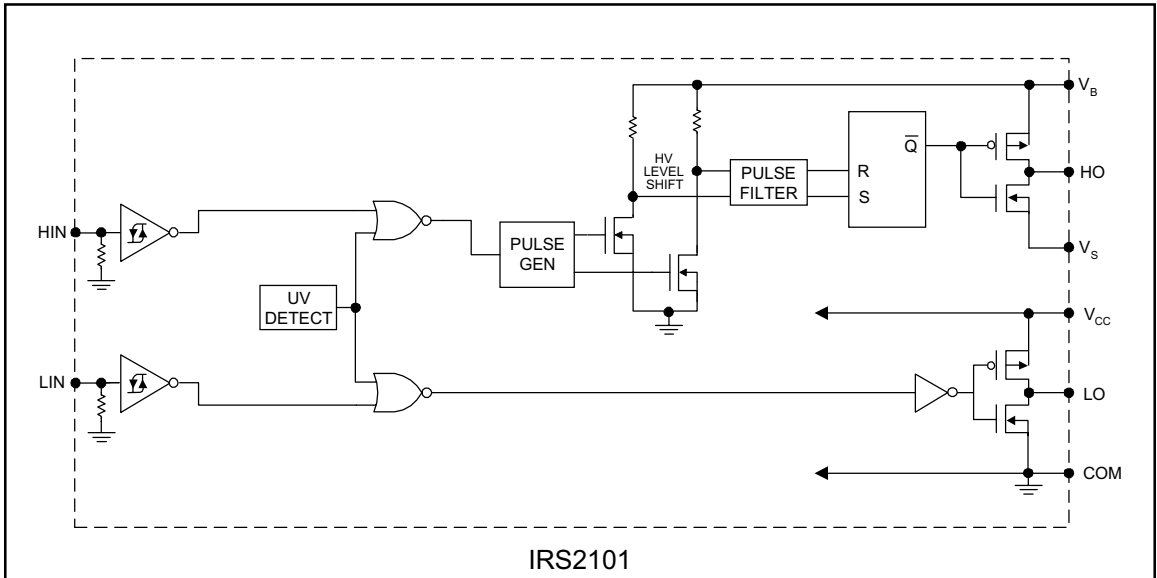 V_B
HV
LEVEL
SHIFT
PULSE
FILTER
R
S
Q̅
HO
HIN
PULSE
GEN
V_S
UV
DETECT
V_CC
LIN
LO
COM
IRS2101